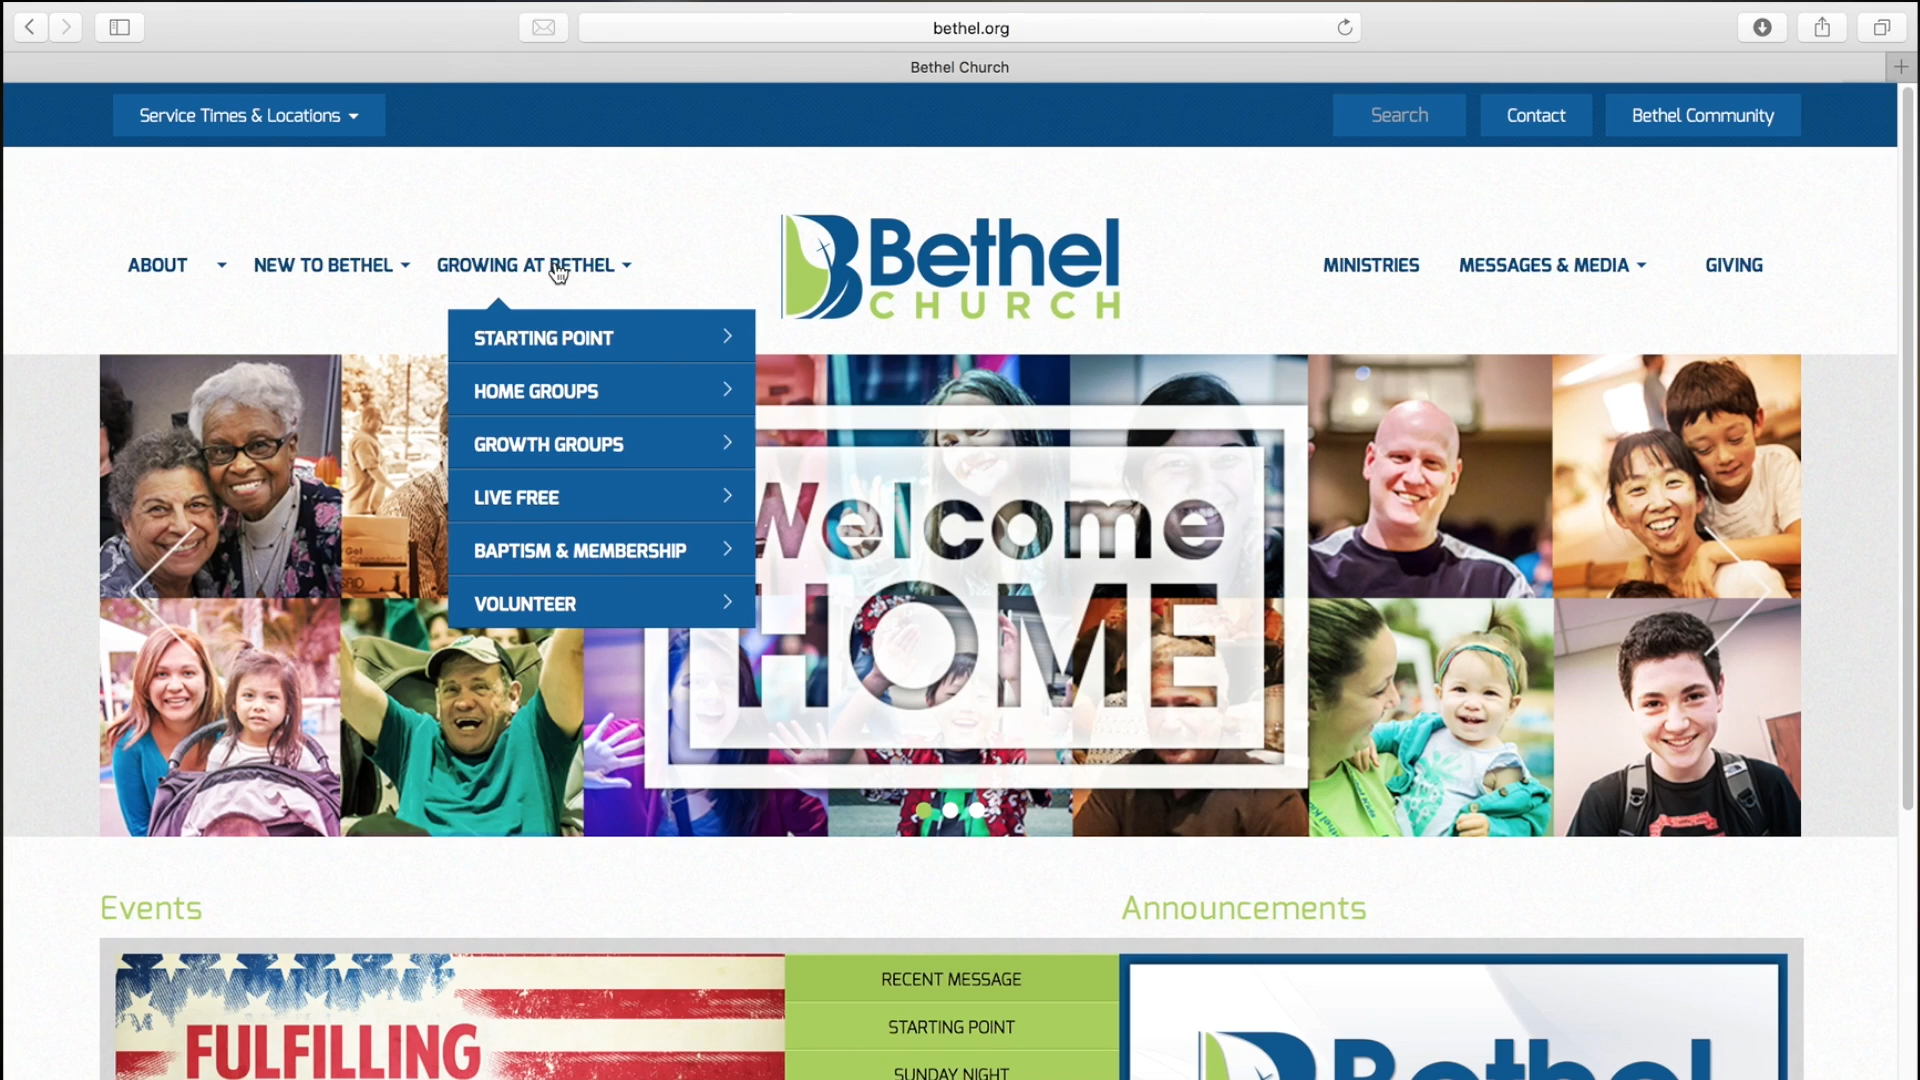 bethel.org
Bethel Church
Service Times & Locations
Search
Contact
Bethel Community
ABOUT
NEW TO BETHEL
GROWING AT BETHEL
Bethel
CHURCH
MINISTRIES
MESSAGES & MEDIA
GIVING
STARTING POINT
HOME GROUPS
GROWTH GROUPS
LIVE FREE
BAPTISM & MEMBERSHIP
VOLUNTEER
Welcome
HOME
Events
Announcements
FULFILLING
RECENT MESSAGE
STARTING POINT
SUNDAY NIGHT
Bethel